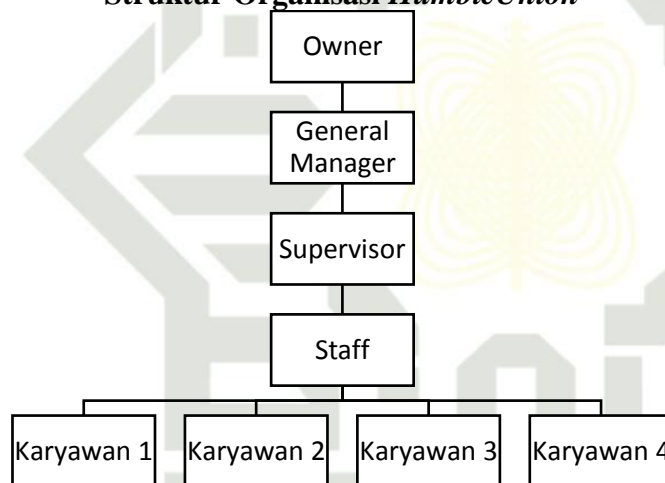 Struktur Organisasi HumbleUnion
Owner
General
Manager
Supervisor
Staff
Karyawan 1 Karyawan 2 Karyawan 3 Karyawan 4